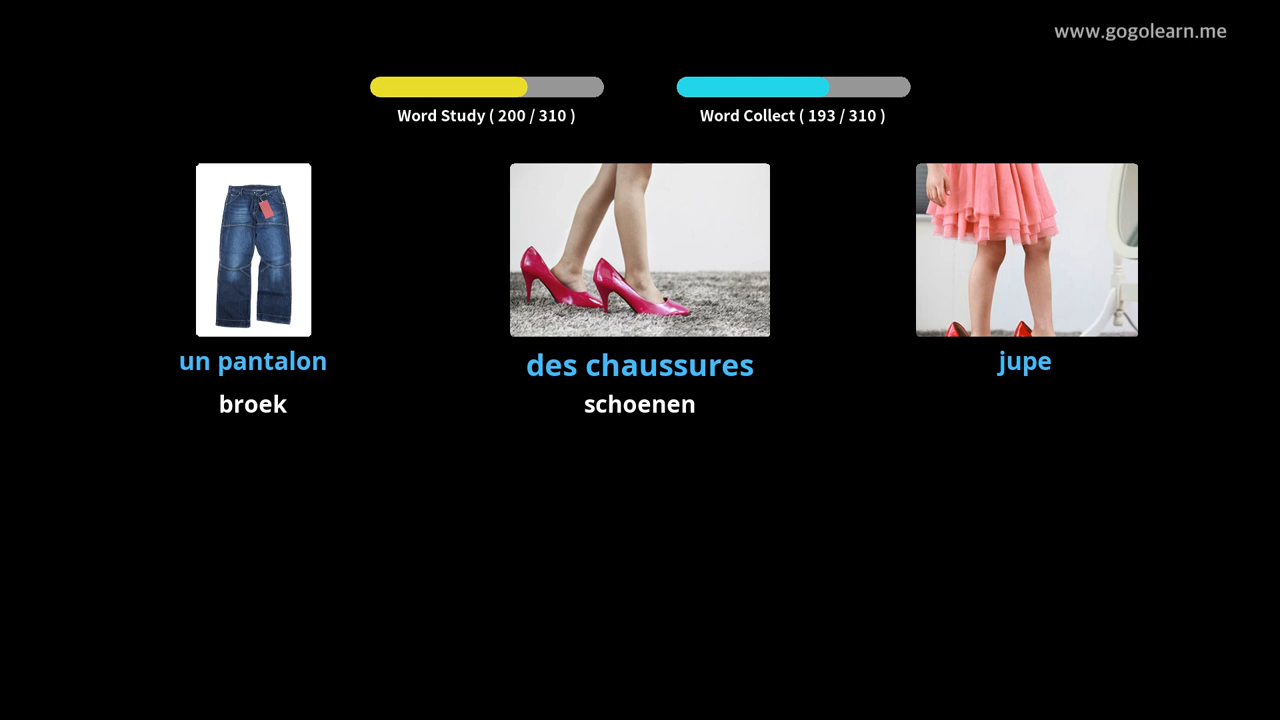 www.gogolearn.me
Word Study ( 200 / 310 )
Word Collect ( 193 / 310 )
un pantalon
broek
des chaussures
schoenen
jupe